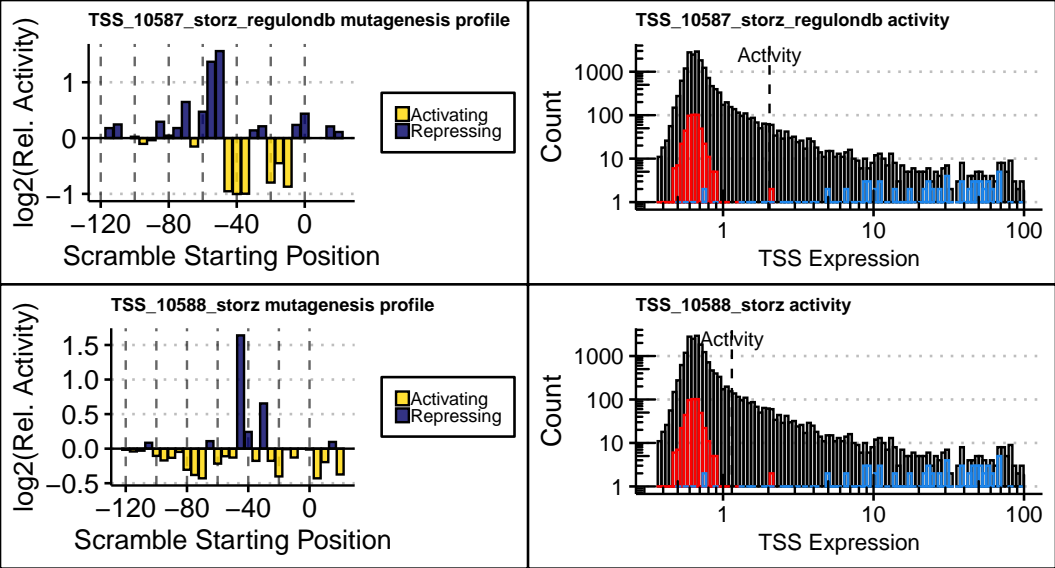 TSS_10587_storz_regulondb mutagenesis profile
log2(Rel. Activity)
1
0
−1
−120
−80
−40
0
Scramble Starting Position
Activating
Repressing
TSS_10587_storz_regulondb activity
Activity
Count
1000
100
10
1
1
10
100
TSS Expression
TSS_10588_storz mutagenesis profile
log2(Rel. Activity)
1.5
1.0
0.5
0.0
−0.5
−120
−80
−40
0
Scramble Starting Position
Activating
Repressing
TSS_10588_storz activity
Activity
Count
1000
100
10
1
1
10
100
TSS Expression